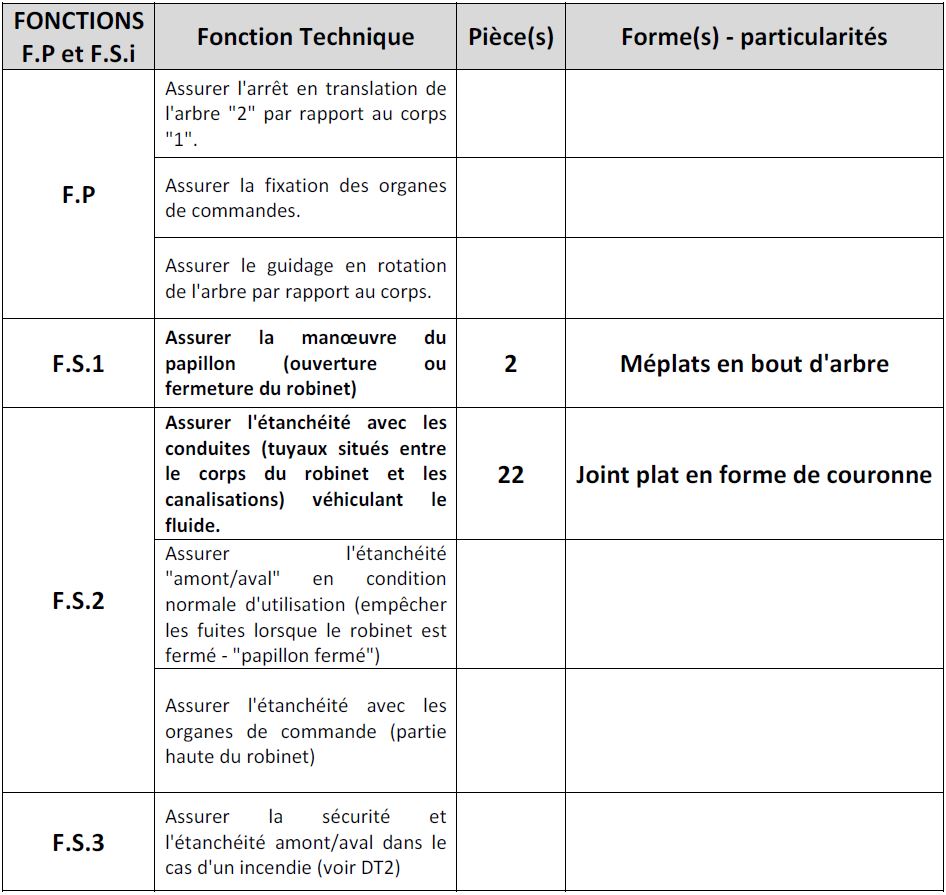 FONCTIONS
F.P et F.S.i
Fonction Technique
Pièce(s)
Forme(s) - particularités
F.P
Assurer l'arrêt en translation de
l'arbre "2" par rapport au corps
"1".
Assurer la fixation des organes
de commandes.
Assurer le guidage en rotation
de l'arbre par rapport au corps.
F.S.1
Assurer la manœuvre du
papillon (ouverture ou
fermeture du robinet)
2
Méplats en bout d'arbre
F.S.2
Assurer l'étanchéité avec les
conduites (tuyaux situés entre
le corps du robinet et les
canalisations) véhiculant le
fluide.
22
Joint plat en forme de couronne
Assurer l'étanchéité
"amont/aval" en condition
normale d'utilisation (empêcher
les fuites lorsque le robinet est
fermé - "papillon fermé")
Assurer l'étanchéité avec les
organes de commande (partie
haute du robinet)
F.S.3
Assurer la sécurité et
l'étanchéité amont/aval dans le
cas d'un incendie (voir DT2)